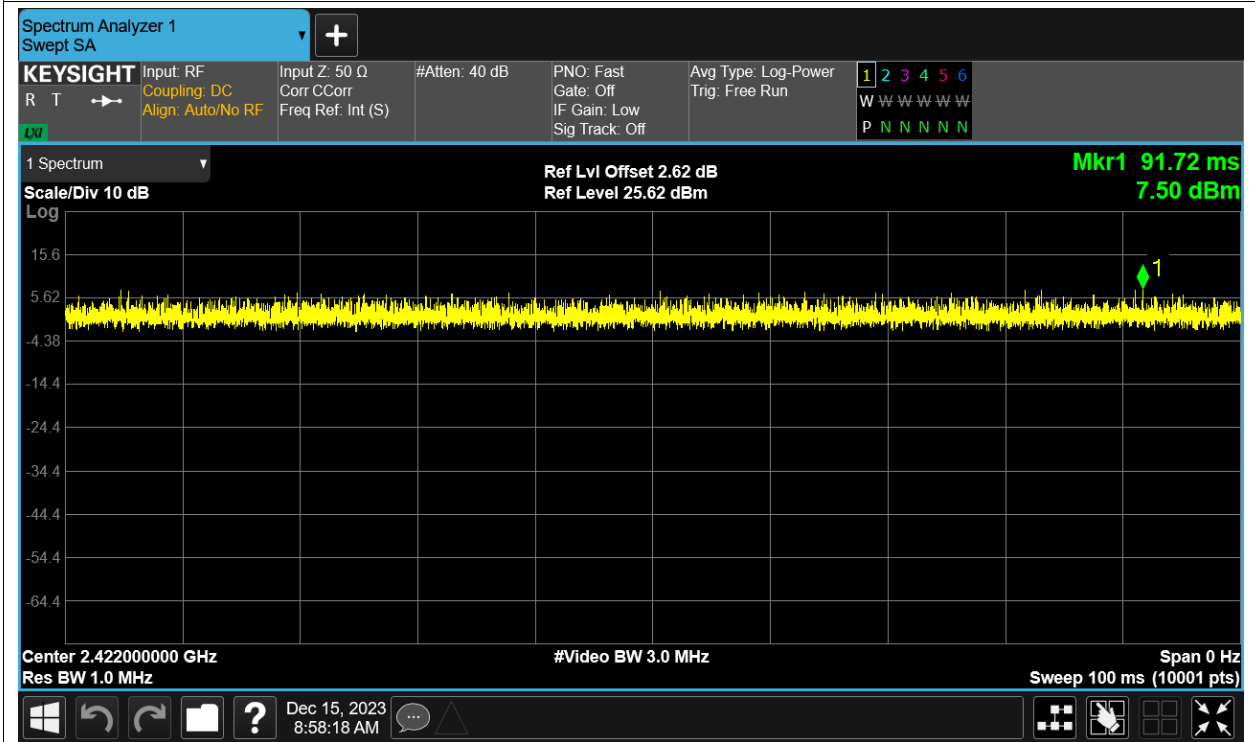 Spectrum Analyzer 1
Swept SA
KEYSIGHT
R T
LXI
Input: RF
Coupling: DC
Align: Auto/No RF
Input Z: 50 Ω
Corr CCorr
Freq Ref: Int (S)
#Atten: 40 dB
PNO: Fast
Gate: Off
IF Gain: Low
Sig Track: Off
Avg Type: Log-Power
Trig: Free Run
1 2 3 4 5 6
W W W W W W
P N N N N N
1 Spectrum
Scale/Div 10 dB
Log
Ref Lvl Offset 2.62 dB
Ref Level 25.62 dBm
Mkr1 91.72 ms
7.50 dBm
1
15.6
5.62
-4.38
-14.4
-24.4
-34.4
-44.4
-54.4
-64.4
Center 2.422000000 GHz
#Video BW 3.0 MHz
Span 0 Hz
Res BW 1.0 MHz
Sweep 100 ms (10001 pts)
?
Dec 15, 2023
8:58:18 AM